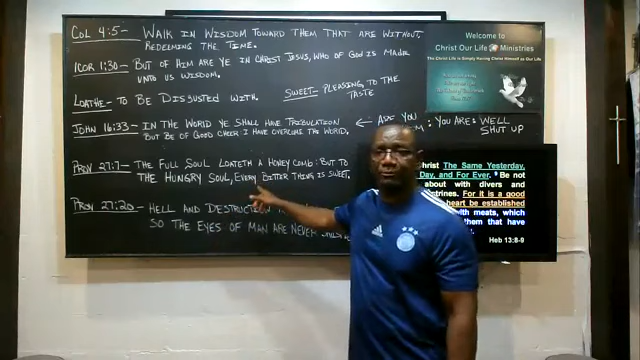 COL 4:5- WALK IN WISDOM TOWARD THEM THAT ARE WITHOUT,
REDEEMING THE TIME.
ICOR 1:30- BUT OF HIM ARE YE IN CHRIST JESUS, WHO OF GOD IS MADE
UNTO US WISDOM.
LOATHE- TO BE DISGUSTED WITH.
SWEET- PLEASING TO THE
TASTE
JOHN 16:33- IN THE WORLD YE SHALL HAVE TRIBULATION
BUT BE OF GOOD CHEER: I HAVE OVERCOME THE WORLD,
← ARE YOU
: YOU ARE: WELL
SHUT UP
PROV 27:7- THE FULL SOUL LOATETH A HONEY COMB: BUT TO
THE HUNGRY SOUL, EVERY BITTER THING IS SWEET.
PROV 27:20- HELL AND DESTRUCTION
SO THE EYES OF MAN ARE NEVER
Welcome to
Christ Our Life Ministries
The Christ Life is Simply Having Christ Himself as Our Life
christ The Same Yesterday,
Day, and For Ever. 9 Be not
about with divers and
doctrines. For it is a good
heart be established
with meats, which
them that have
Heb 13:8-9
adidas